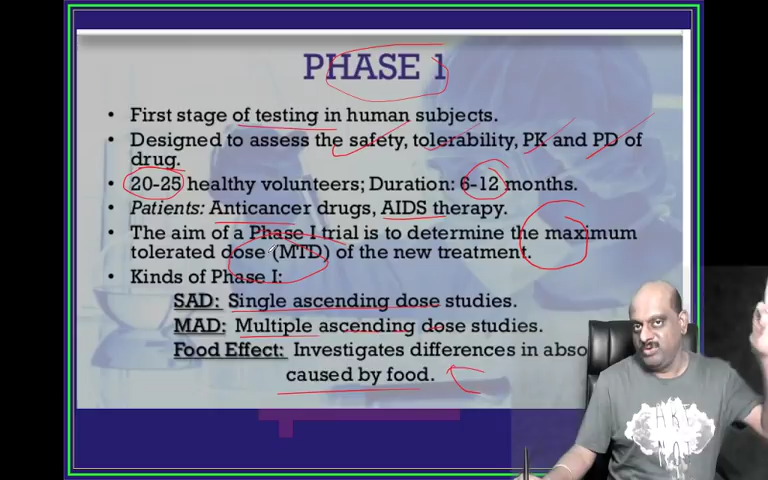 PHASE 1
• First stage of testing in human subjects.
• Designed to assess the safety, tolerability, PK and PD of
drug.
• 20-25 healthy volunteers; Duration: 6-12 months.
• Patients: Anticancer drugs, AIDS therapy.
• The aim of a Phase I trial is to determine the maximum
tolerated dose (MTD) of the new treatment.
• Kinds of Phase I:
SAD: Single ascending dose studies.
MAD: Multiple ascending dose studies.
Food Effect: Investigates differences in abso
caused by food.